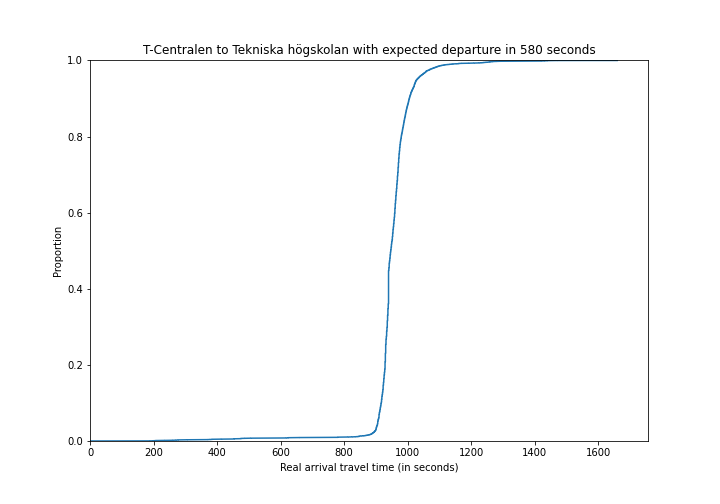 T-Centralen to Tekniska högskolan with expected departure in 580 seconds
1.0
0.8
0.6
0.4
0.2
0.0
Proportion
0 200 400 600 800 1000 1200 1400 1600
Real arrival travel time (in seconds)